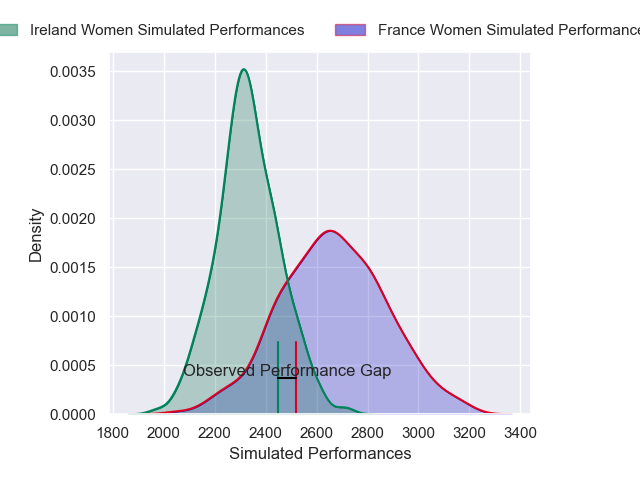 Ireland Women Simulated Performances
France Women Simulated Performance
0.0035
0.0030
0.0025
0.0020
0.0015
0.0010
0.0005
0.0000
Density
Observed Performance Gap
1800 2000 2200 2400 2600 2800 3000 3200 3400
Simulated Performances